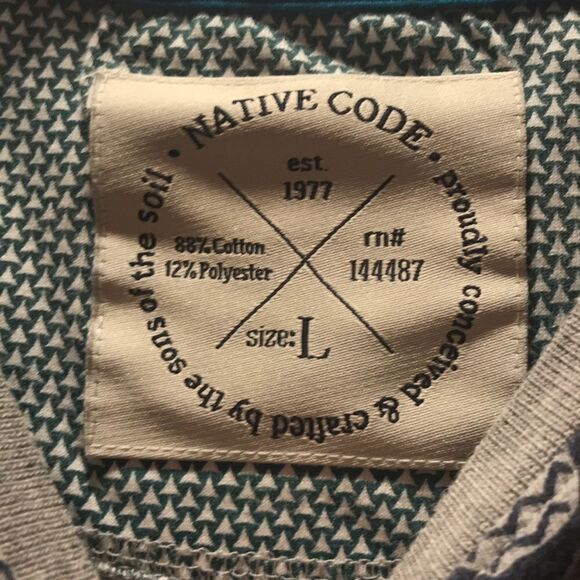 • NATIVE CODE •
proudly conceived & crafted by the sons of the soil
est.
1977
88% Cotton
12% Polyester
rn#
144487
size: L